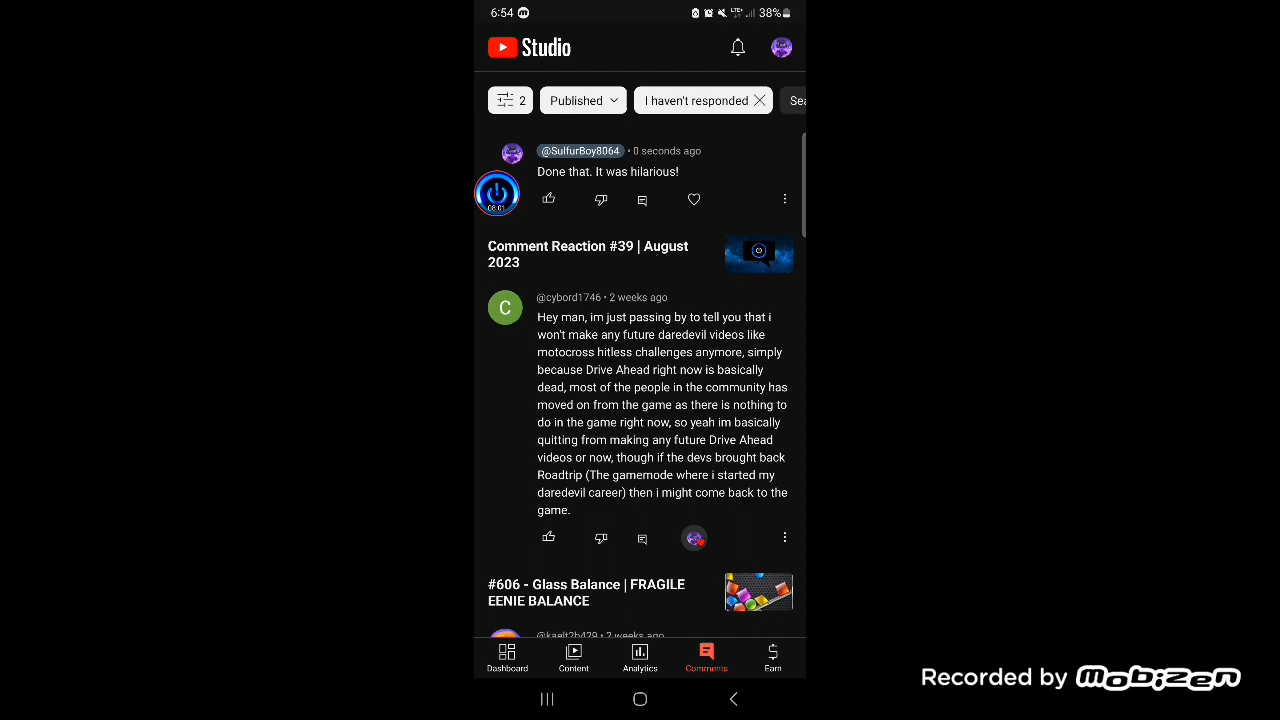 6:54
LTE+
38%
Studio
2
Published
I haven't responded
Sea
@SulfurBoy8064 • 0 seconds ago
Done that. It was hilarious!
08:01
Comment Reaction #39 | August
2023
C
@cybord1746 • 2 weeks ago
Hey man, im just passing by to tell you that i
won't make any future daredevil videos like
motocross hitless challenges anymore, simply
because Drive Ahead right now is basically
dead, most of the people in the community has
moved on from the game as there is nothing to
do in the game right now, so yeah im basically
quitting from making any future Drive Ahead
videos or now, though if the devs brought back
Roadtrip (The gamemode where i started my
daredevil career) then i might come back to the
game.
#606 - Glass Balance | FRAGILE
EENIE BALANCE
2 weeks ago
Dashboard
Content
Analytics
Comments
Earn
Recorded by mobizen